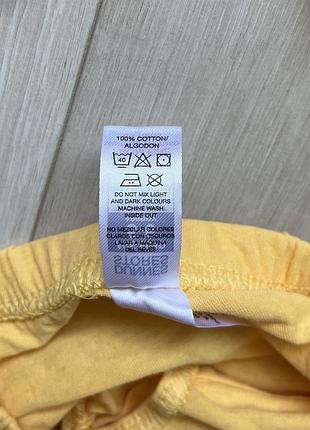 100% COTTON/
ALGODON
40
DO NOT MIX LIGHT
AND DARK COLOURS
MACHINE WASH
INSIDE OUT
NO MEZCLAR COLORES
CLAROS CON OSCUROS
LAVAR A MAQUINA
DEL REVES
STORES
DUNNES